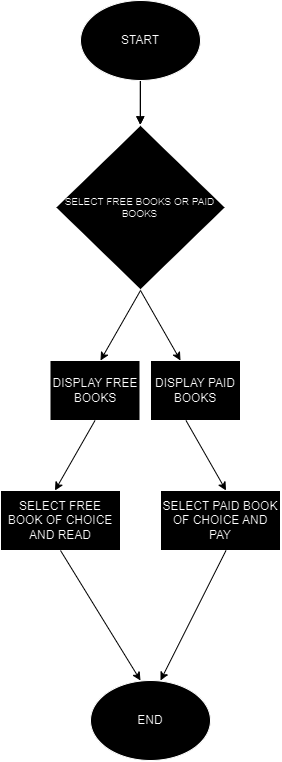 START
SELECT FREE BOOKS OR PAID
BOOKS
DISPLAY FREE
BOOKS
DISPLAY PAID
BOOKS
SELECT FREE
BOOK OF CHOICE
AND READ
SELECT PAID BOOK
OF CHOICE AND
PAY
END